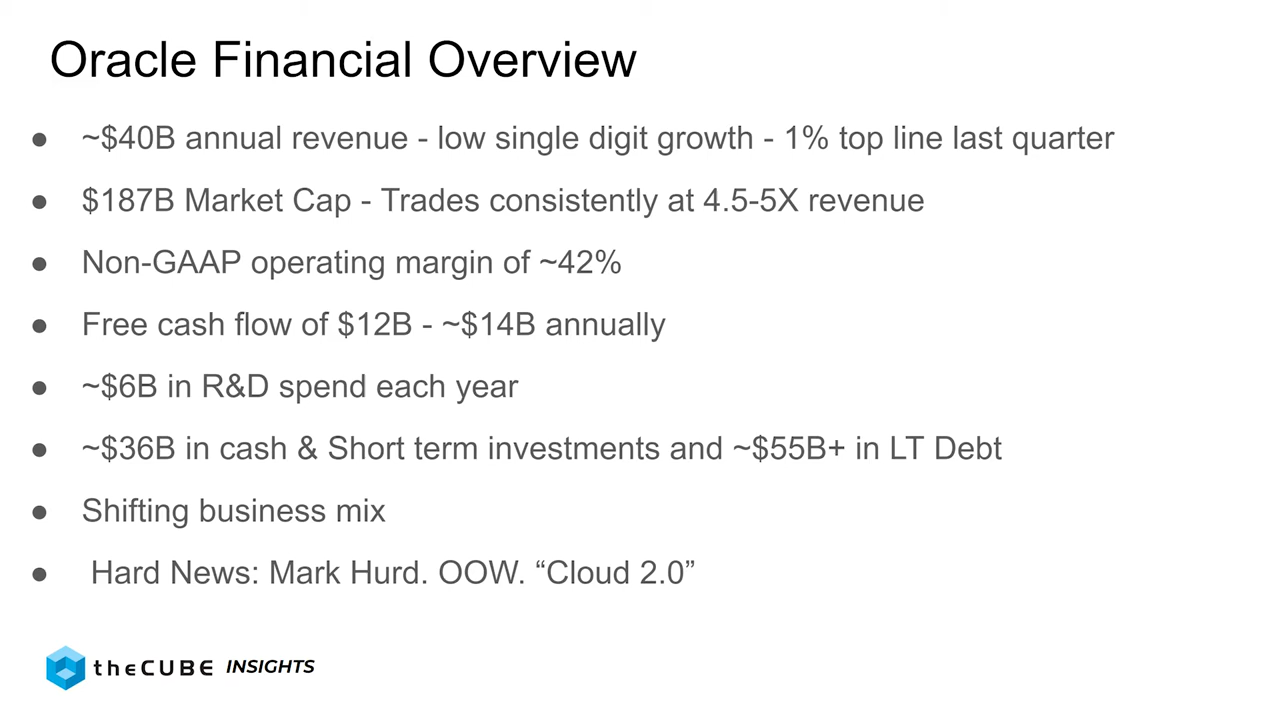 Oracle Financial Overview
● ~$40B annual revenue - low single digit growth - 1% top line last quarter
● $187B Market Cap - Trades consistently at 4.5-5X revenue
● Non-GAAP operating margin of ~42%
● Free cash flow of $12B - ~$14B annually
● ~$6B in R&D spend each year
● ~$36B in cash & Short term investments and ~$55B+ in LT Debt
● Shifting business mix
● Hard News: Mark Hurd. OOW. “Cloud 2.0”
theCUBE INSIGHTS